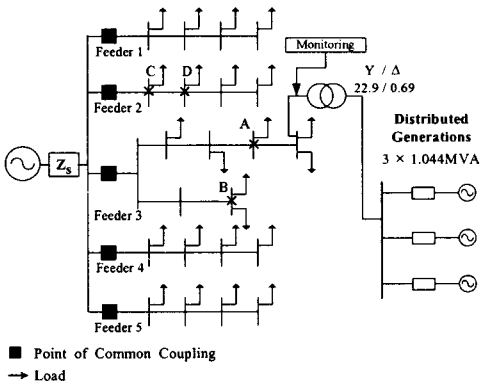 Feeder 1
C D
Feeder 2
Monitoring
Y / Δ
22.9 / 0.69
A
Distributed
Generations
3 × 1.044MVA
Zs
B
Feeder 3
Feeder 4
Feeder 5
Point of Common Coupling
Load